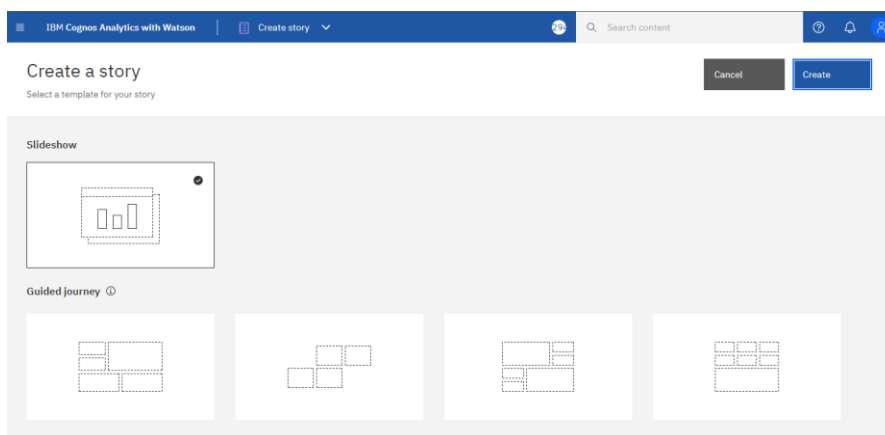 IBM Cognos Analytics with Watson
Create story
Search content
Create a story
Select a template for your story
Cancel
Create
Slideshow
Guided journey